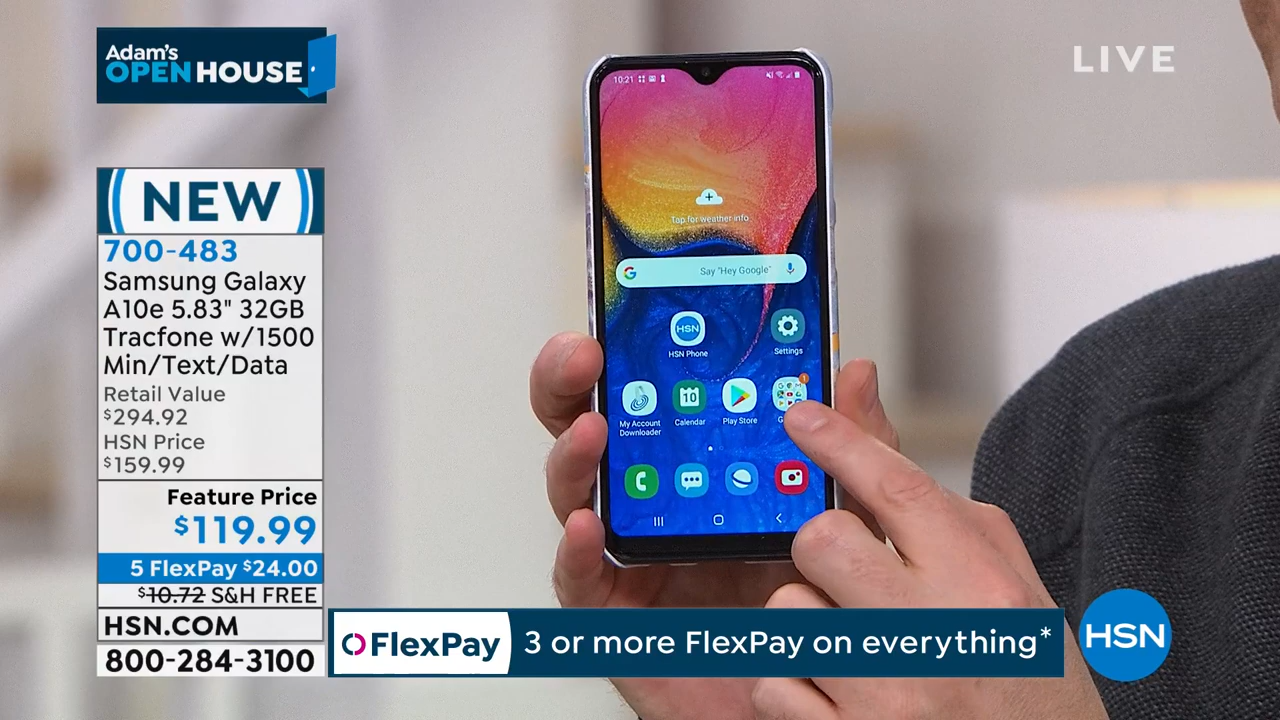 Adam's
OPEN HOUSE
LIVE
NEW
700-483
Samsung Galaxy
A10e 5.83" 32GB
Tracfone w/1500
Min/Text/Data
Retail Value
$294.92
HSN Price
$159.99
Feature Price
$119.99
5 FlexPay $24.00
$10.72 S&H FREE
HSN.COM
800-284-3100
FlexPay
3 or more FlexPay on everything*
HSN
10:21
Tap for weather info
Say "Hey Google"
HSN
HSN Phone
Settings
My Account
Downloader
10
Calendar
Play Store
1